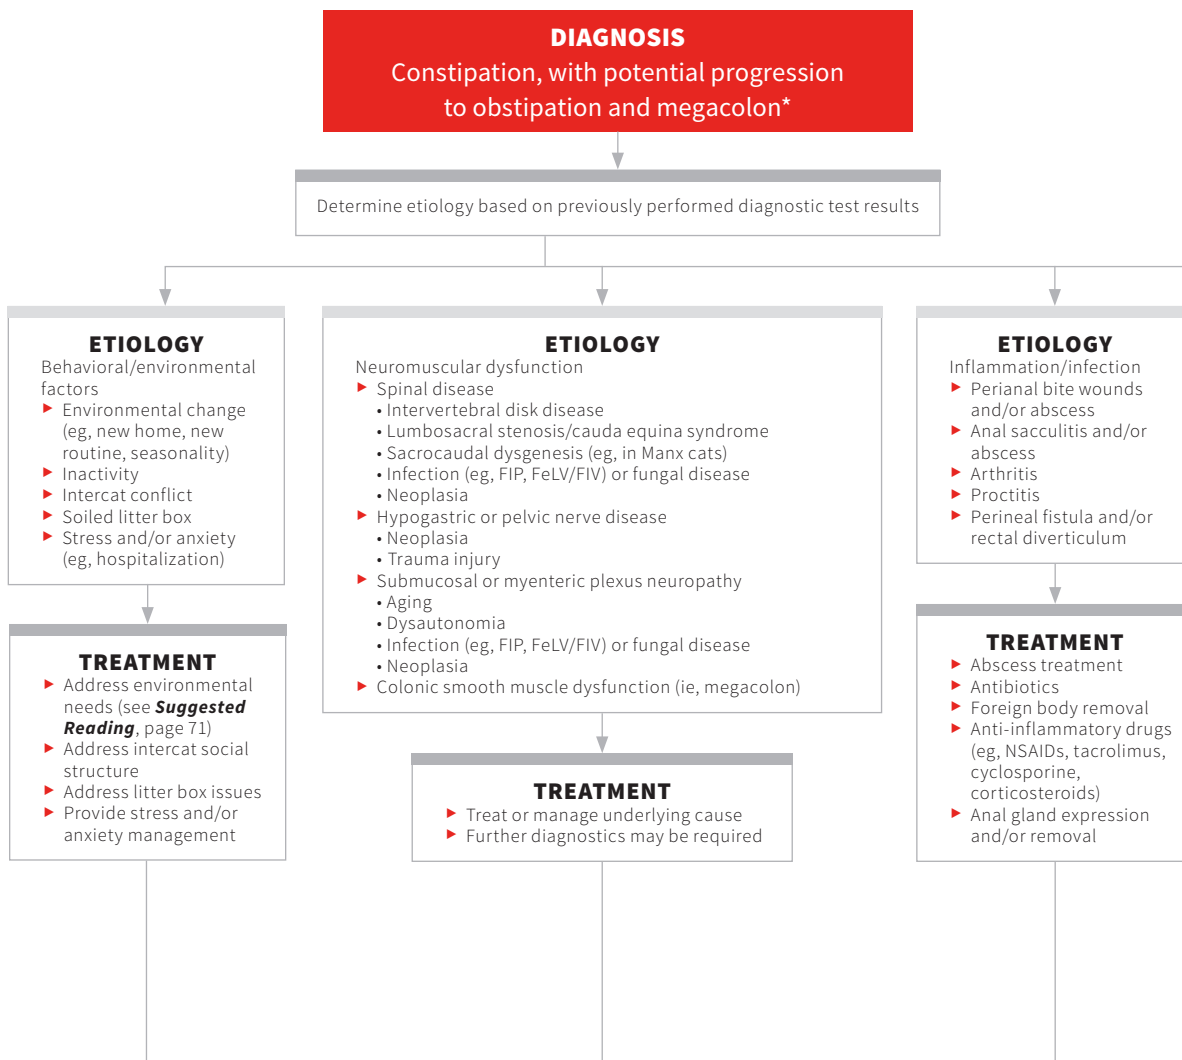 DIAGNOSIS
Constipation, with potential progression
to obstipation and megacolon*
Determine etiology based on previously performed diagnostic test results
ETIOLOGY
Behavioral/environmental
factors
► Environmental change
(eg, new home, new
routine, seasonality)
► Inactivity
► Intercat conflict
► Soiled litter box
► Stress and/or anxiety
(eg, hospitalization)
TREATMENT
► Address environmental
needs (see Suggested
Reading, page 71)
► Address intercat social
structure
► Address litter box issues
► Provide stress and/or
anxiety management
ETIOLOGY
Neuromuscular dysfunction
► Spinal disease
• Intervertebral disk disease
• Lumbosacral stenosis/cauda equina syndrome
• Sacrocaudal dysgenesis (eg, in Manx cats)
• Infection (eg, FIP, FeLV/FIV) or fungal disease
• Neoplasia
► Hypogastric or pelvic nerve disease
• Neoplasia
• Trauma injury
► Submucosal or myenteric plexus neuropathy
• Aging
• Dysautonomia
• Infection (eg, FIP, FeLV/FIV) or fungal disease
• Neoplasia
► Colonic smooth muscle dysfunction (ie, megacolon)
TREATMENT
► Treat or manage underlying cause
► Further diagnostics may be required
ETIOLOGY
Inflammation/infection
► Perianal bite wounds
and/or abscess
► Anal sacculitis and/or
abscess
► Arthritis
► Proctitis
► Perineal fistula and/or
rectal diverticulum
TREATMENT
► Abscess treatment
► Antibiotics
► Foreign body removal
► Anti-inflammatory drugs
(eg, NSAIDs, tacrolimus,
cyclosporine,
corticosteroids)
► Anal gland expression
and/or removal